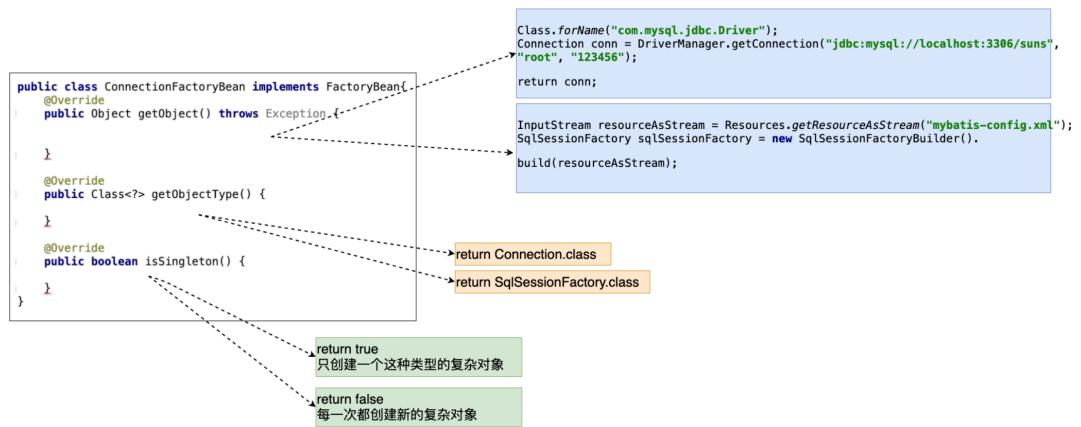 public class ConnectionFactoryBean implements FactoryBean{
@Override
public Object getObject() throws Exception {
}
@Override
public Class<?> getObjectType() {
}
@Override
public boolean isSingleton() {
}
}
Class.forName("com.mysql.jdbc.Driver");
Connection conn = DriverManager.getConnection("jdbc:mysql://localhost:3306/suns",
"root", "123456");
return conn;
InputStream resourceAsStream = Resources.getResourceAsStream("mybatis-config.xml");
SqlSessionFactory sqlSessionFactory = new SqlSessionFactoryBuilder().
build(resourceAsStream);
return Connection.class
return SqlSessionFactory.class
return true
只创建一个这种类型的复杂对象
return false
每一次都创建新的复杂对象